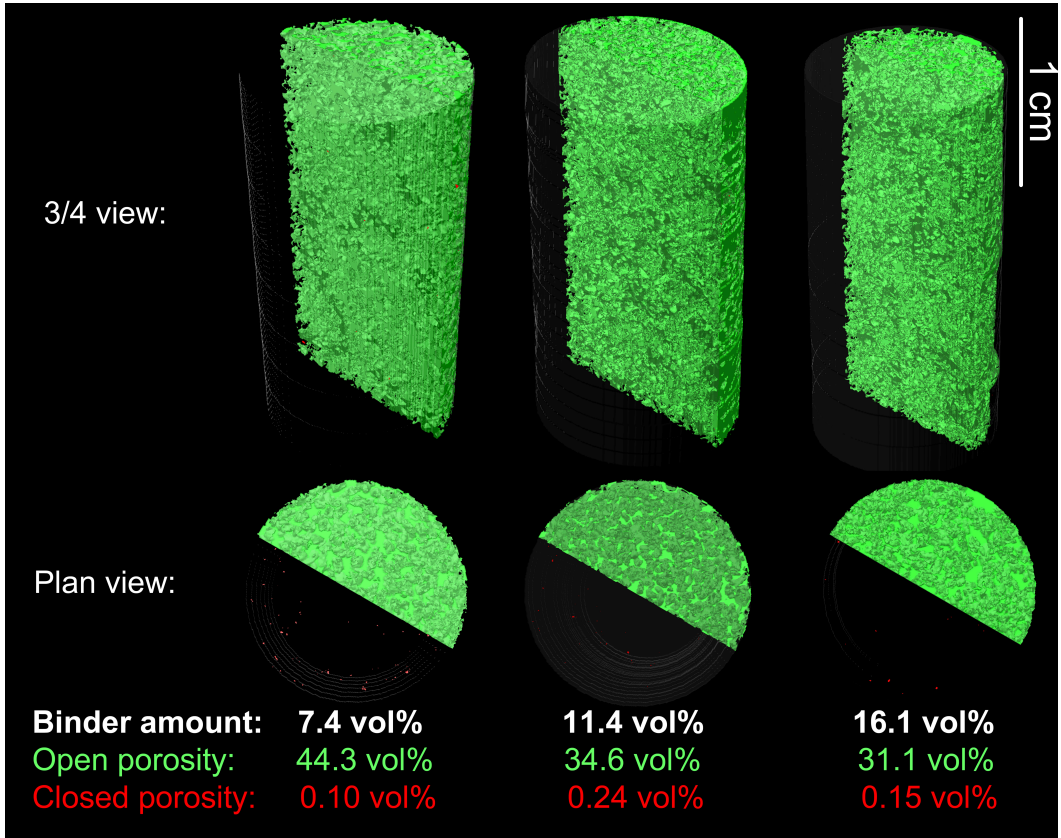 1 cm
3/4 view:
Plan view:
Binder amount: 7.4 vol% 11.4 vol% 16.1 vol%
Open porosity: 44.3 vol% 34.6 vol% 31.1 vol%
Closed porosity: 0.10 vol% 0.24 vol% 0.15 vol%